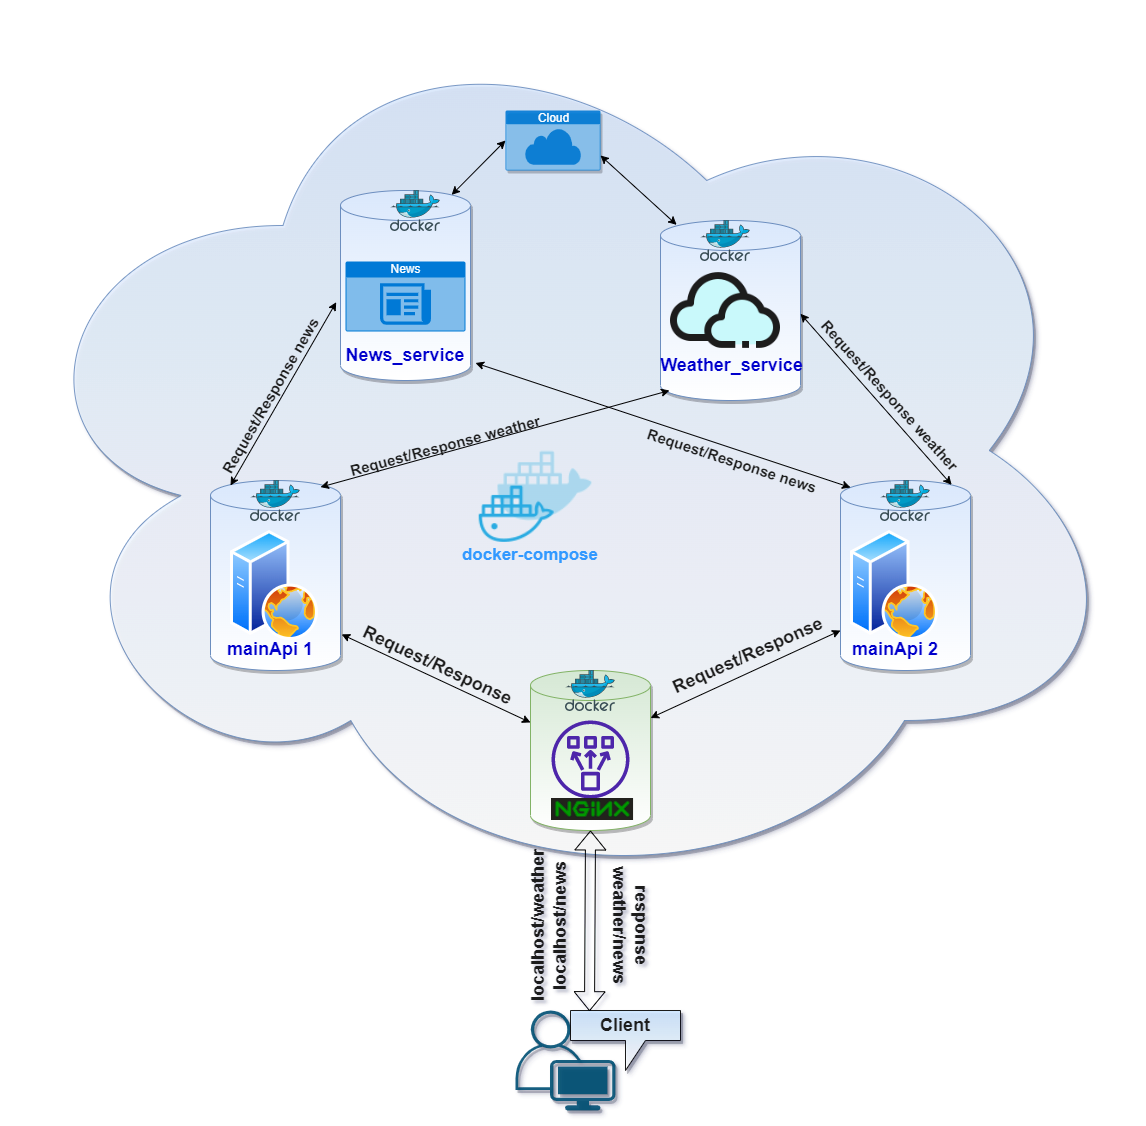 Cloud
docker
docker
News
News_service
Weather_service
Request/Response news
Request/Response weather
Request/Response weather
Request/Response news
docker
docker
docker-compose
mainApi 1
mainApi 2
Request/Response
Request/Response
docker
NGINX
localhost/weather
localhost/news
response
weather/news
Client